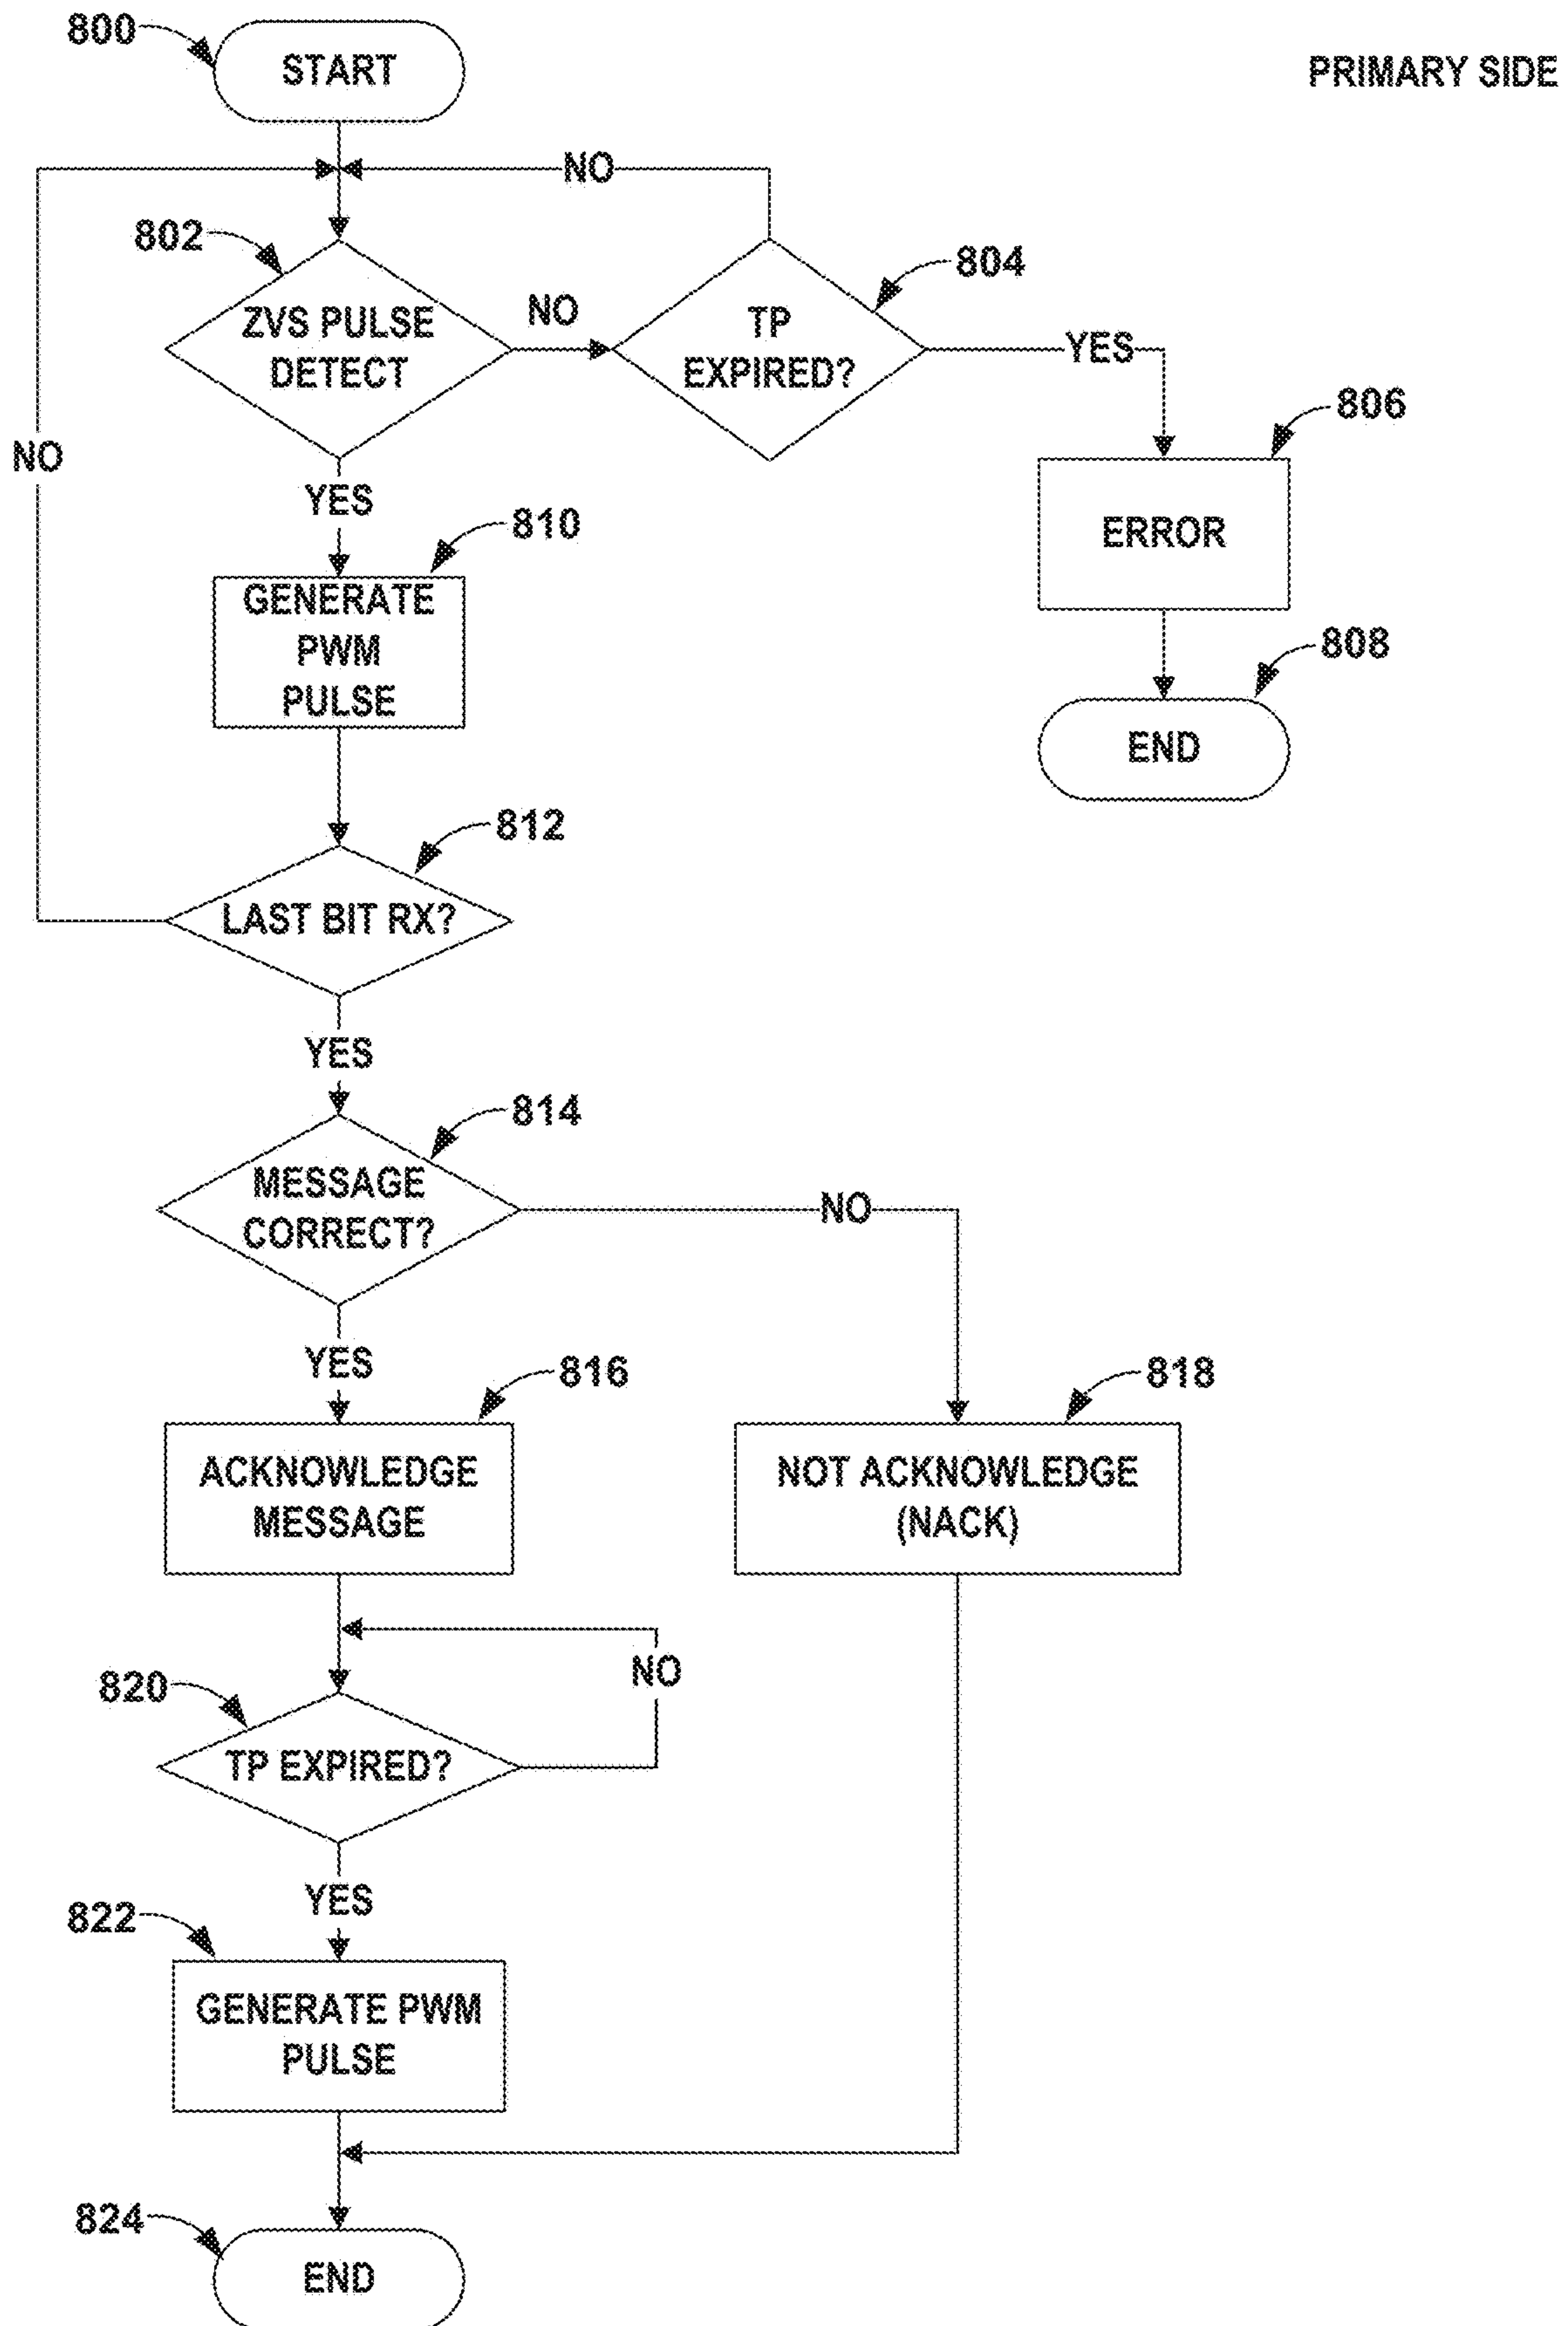 800
START
PRIMARY SIDE
NO
802
804
ZVS PULSE
DETECT
NO
TP
EXPIRED?
YES
806
NO
YES
ERROR
810
GENERATE
PWM
PULSE
808
END
812
LAST BIT RX?
YES
814
MESSAGE
CORRECT?
NO
YES
816
818
ACKNOWLEDGE
MESSAGE
NOT ACKNOWLEDGE
(NACK)
NO
820
TP EXPIRED?
YES
822
GENERATE PWM
PULSE
824
END